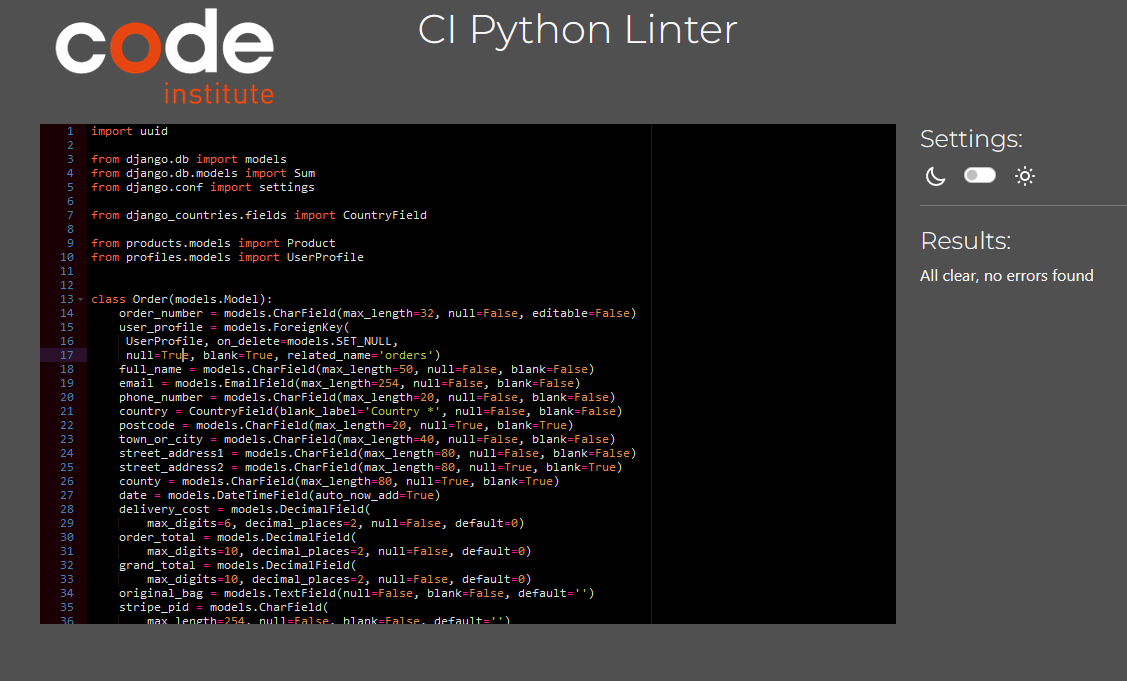 code
institute
CI Python Linter
1 import uuid
2
3 from django.db import models
4 from django.db.models import Sum
5 from django.conf import settings
6
7 from django_countries.fields import CountryField
8
9 from products.models import Product
10 from profiles.models import UserProfile
11
12
13 class Order(models.Model):
14     order_number = models.CharField(max_length=32, null=False, editable=False)
15     user_profile = models.ForeignKey(
16      UserProfile, on_delete=models.SET_NULL,
17      null=True, blank=True, related_name='orders')
18     full_name = models.CharField(max_length=50, null=False, blank=False)
19     email = models.EmailField(max_length=254, null=False, blank=False)
20     phone_number = models.CharField(max_length=20, null=False, blank=False)
21     country = CountryField(blank_label='Country *', null=False, blank=False)
22     postcode = models.CharField(max_length=20, null=True, blank=True)
23     town_or_city = models.CharField(max_length=40, null=False, blank=False)
24     street_address1 = models.CharField(max_length=80, null=False, blank=False)
25     street_address2 = models.CharField(max_length=80, null=True, blank=True)
26     county = models.CharField(max_length=80, null=True, blank=True)
27     date = models.DateTimeField(auto_now_add=True)
28     delivery_cost = models.DecimalField(
29         max_digits=6, decimal_places=2, null=False, default=0)
30     order_total = models.DecimalField(
31         max_digits=10, decimal_places=2, null=False, default=0)
32     grand_total = models.DecimalField(
33         max_digits=10, decimal_places=2, null=False, default=0)
34     original_bag = models.TextField(null=False, blank=False, default='')
35     stripe_pid = models.CharField(
36         max_length=254, null=False, blank=False, default='')
Settings:
Results:
All clear, no errors found